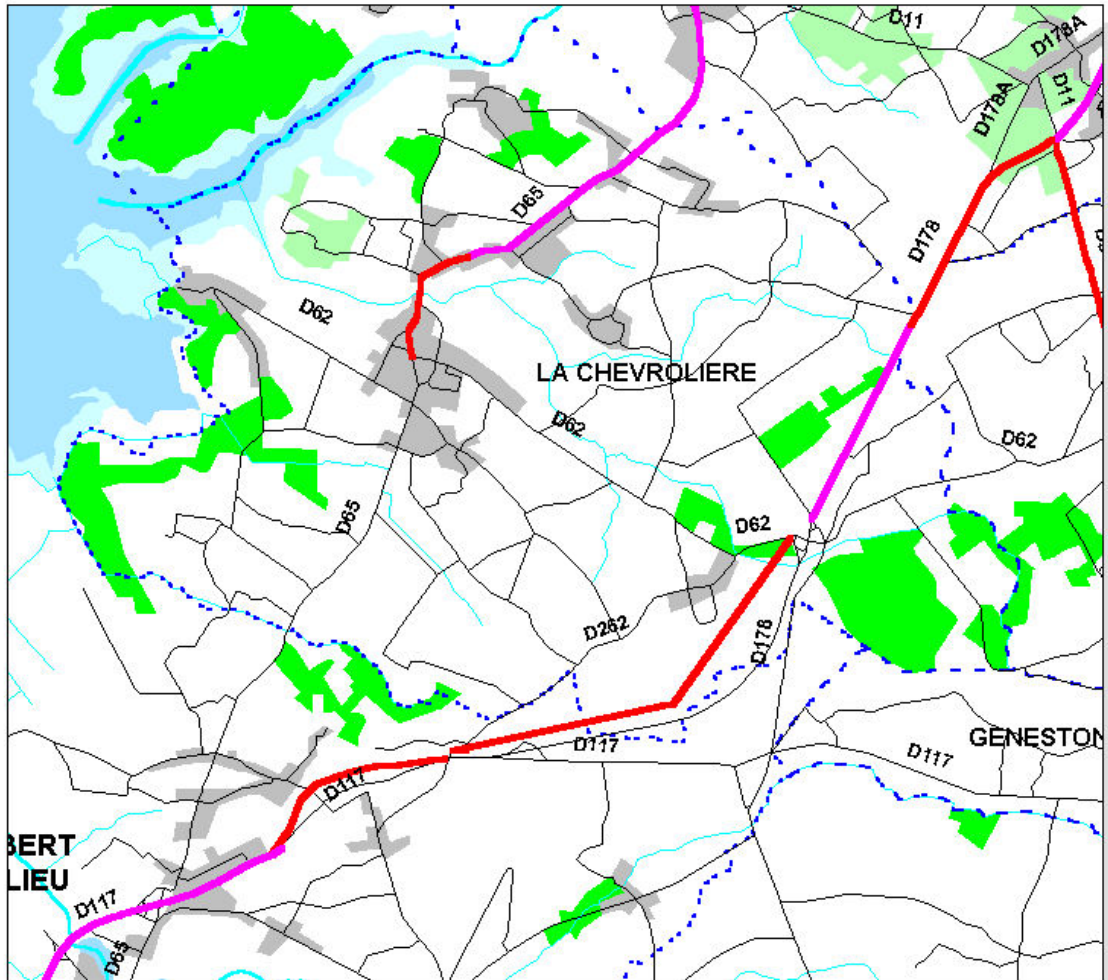 D11
D178A
D11
D178A
D65
D178
D62
LA CHEVROLIERE
D62
D62
D65
D62
D262
D178
D117
D117
D117
GENESTON
BERT
LIEU
D117
D65